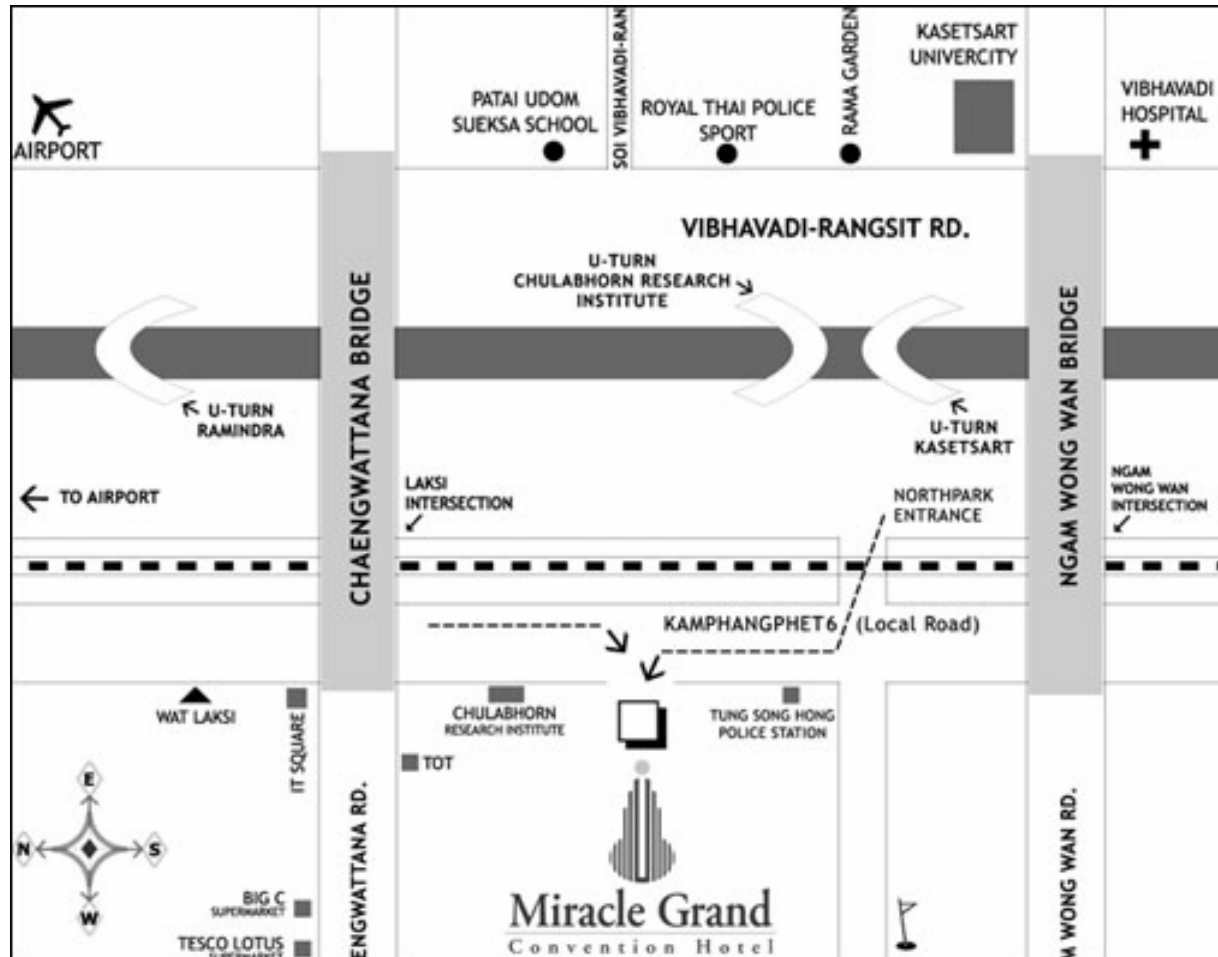 AIRPORT
PATAI UDOM
SUEKSA SCHOOL
SOI VIBHAVADI-RAN
ROYAL THAI POLICE
SPORT
RAMA GARDEN
KASETSART
UNIVERCITY
VIBHAVADI
HOSPITAL
VIBHAVADI-RANGSIT RD.
U-TURN
CHULABHORN RESEARCH
INSTITUTE
CHAENGWATTANA BRIDGE
NGAM WONG WAN BRIDGE
U-TURN
RAMINDRA
U-TURN
KASETSART
TO AIRPORT
LAKSI
INTERSECTION
NORTHPARK
ENTRANCE
NGAM
WONG WAN
INTERSECTION
KAMPHANGPHET6 (Local Road)
WAT LAKSI
IT SQUARE
CHULABHORN
RESEARCH INSTITUTE
TUNG SONG HONG
POLICE STATION
TOT
E
N
S
W
ENGWATTANA RD.
M WONG WAN RD.
BIG C
SUPERMARKET
TESCO LOTUS
SUPERMARKET
Miracle Grand
Convention Hotel